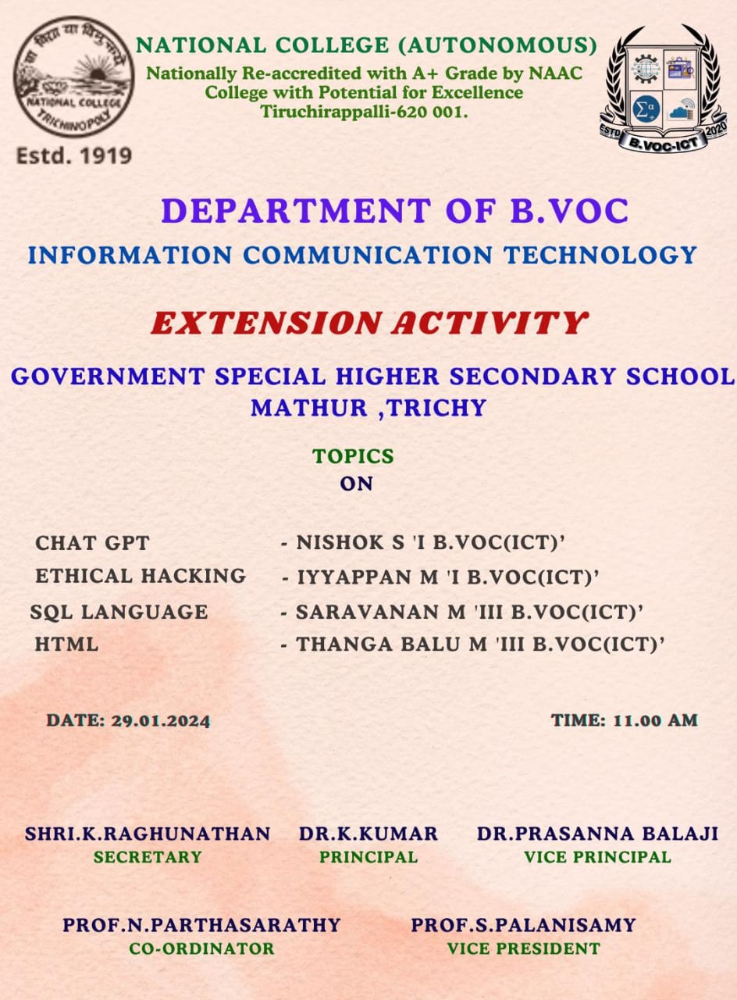 या विद्या या विमुक्तये
NATIONAL COLLEGE
TRICHINOPOLY
Estd. 1919
NATIONAL COLLEGE (AUTONOMOUS)
Nationally Re-accredited with A+ Grade by NAAC
College with Potential for Excellence
Tiruchirappalli-620 001.
Σα
+
ESTD B.VOC-ICT 2020
DEPARTMENT OF B.VOC
INFORMATION COMMUNICATION TECHNOLOGY
EXTENSION ACTIVITY
GOVERNMENT SPECIAL HIGHER SECONDARY SCHOOL
MATHUR ,TRICHY
TOPICS
ON
CHAT GPT - NISHOK S 'I B.VOC(ICT)’
ETHICAL HACKING - IYYAPPAN M 'I B.VOC(ICT)’
SQL LANGUAGE - SARAVANAN M 'III B.VOC(ICT)’
HTML - THANGA BALU M 'III B.VOC(ICT)’
DATE: 29.01.2024 TIME: 11.00 AM
SHRI.K.RAGHUNATHAN DR.K.KUMAR DR.PRASANNA BALAJI
SECRETARY PRINCIPAL VICE PRINCIPAL
PROF.N.PARTHASARATHY PROF.S.PALANISAMY
CO-ORDINATOR VICE PRESIDENT